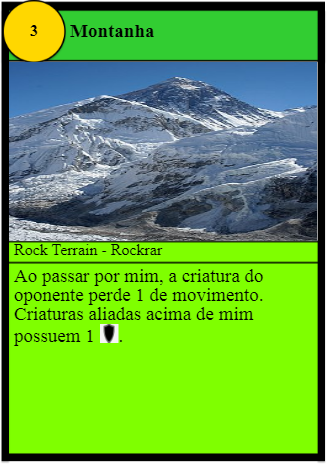 3 Montanha
Rock Terrain - Rockrar
Ao passar por mim, a criatura do
oponente perde 1 de movimento.
Criaturas aliadas acima de mim
possuem 1 .